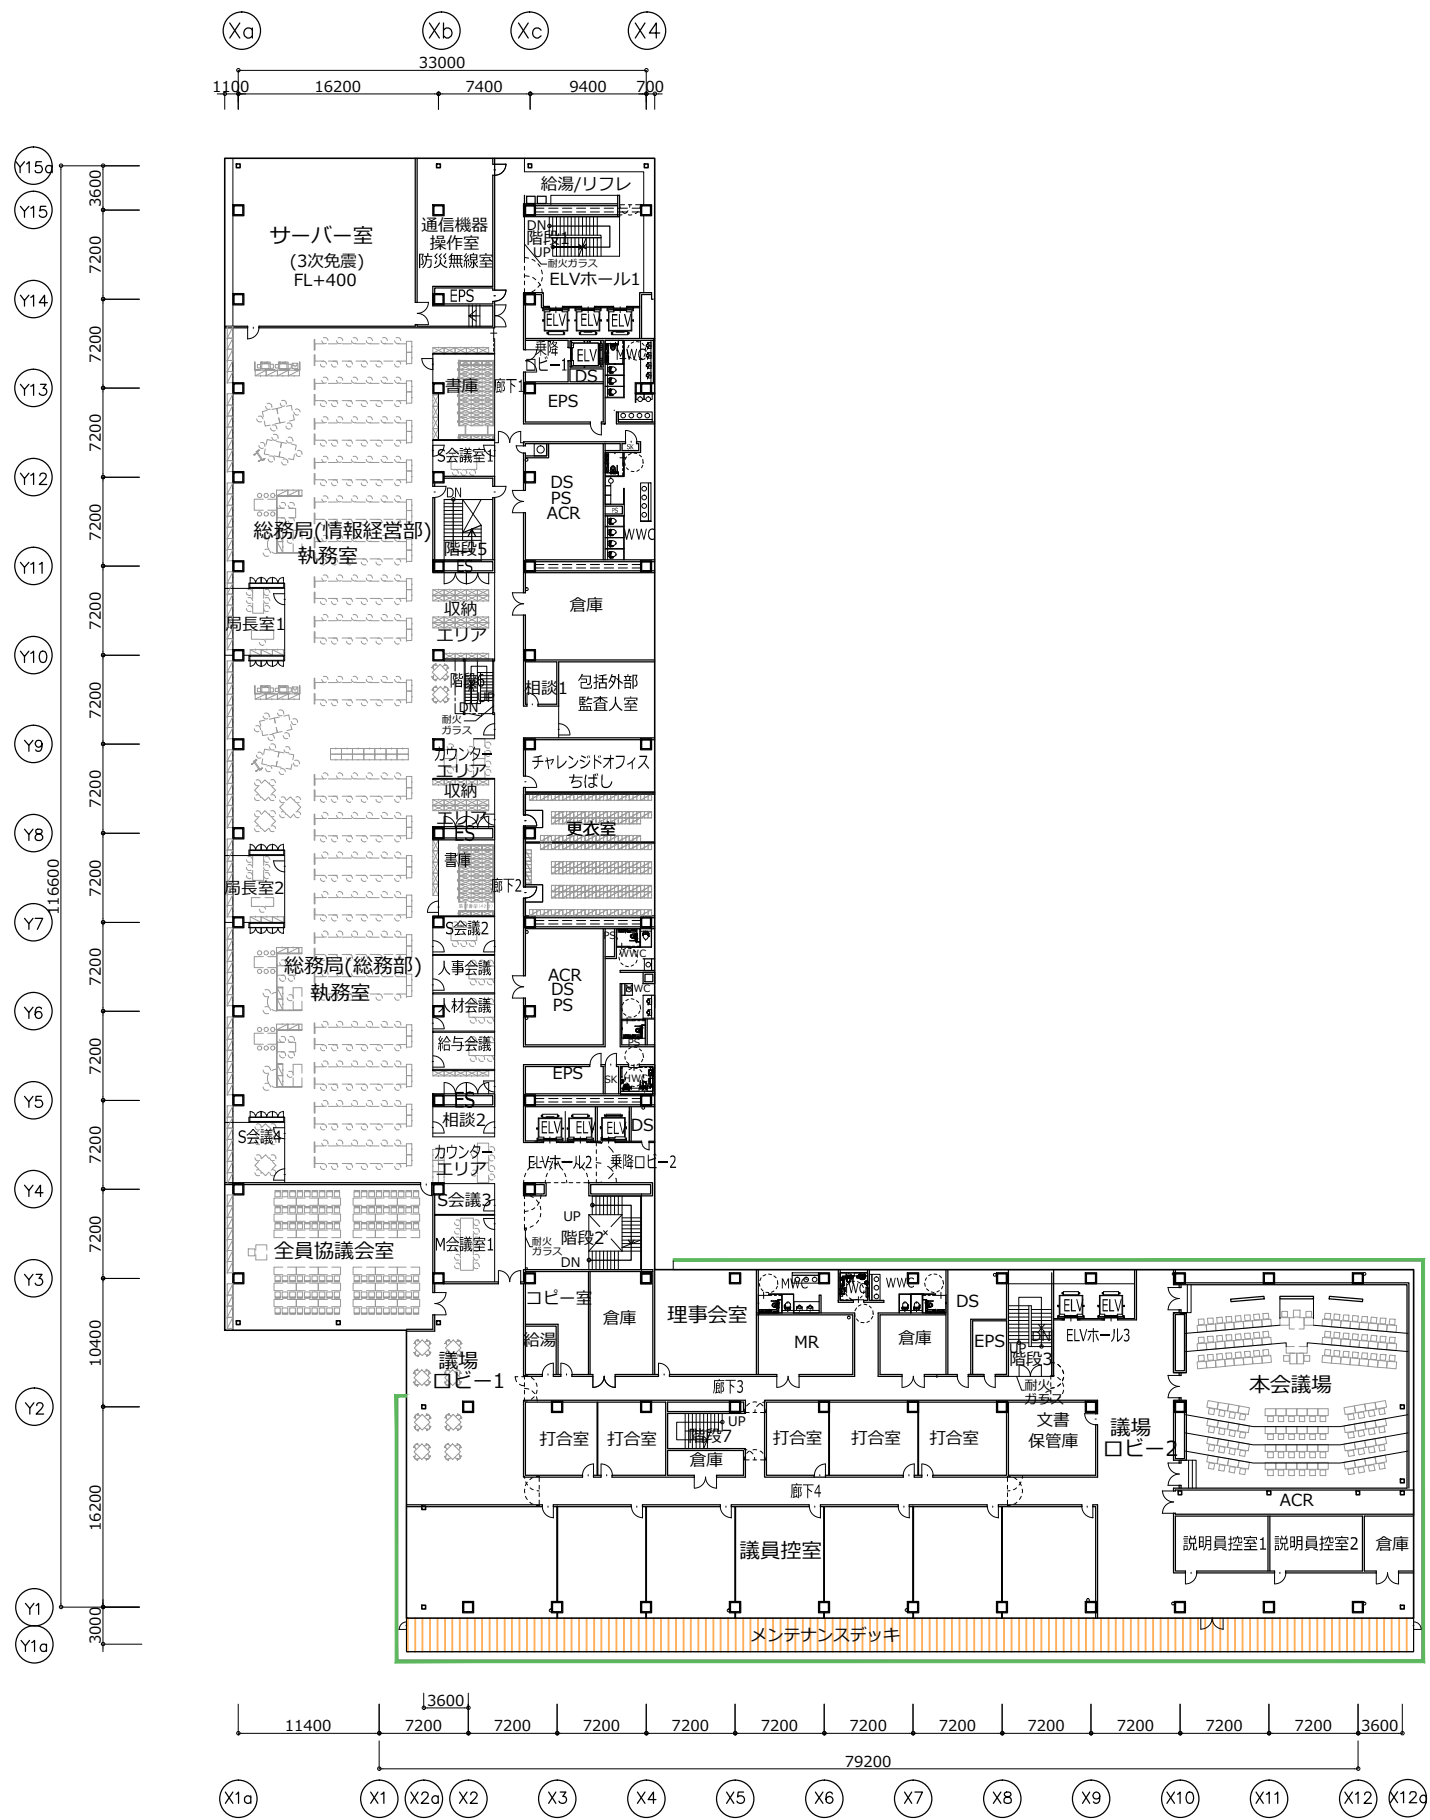 Xa Xb Xc X4
33000
1100 16200 7400 9400 700
Y15a
3600
Y15
7200
Y14
7200
Y13
7200
Y12
7200
Y11
7200
Y10
7200
Y9
7200
Y8
7200
116600
Y7
7200
Y6
7200
Y5
7200
Y4
7200
Y3
10400
Y2
16200
Y1
3000
Y1a
給湯/リフレ
サーバー室
(3次免震)
FL+400
通信機器
操作室
防災無線室
DN
階段1
UP
耐火ガラス
ELVホール1
EPS
ELV ELV ELV
乗降
ロビー1
ELV
DS
MWC
書庫
廊下1
EPS
S会議室1
SK
DN
DS
PS
ACR
PS
WWC
総務局(情報経営部)
執務室
階段5
ES
収納
エリア
倉庫
局長室1
階段6
UP
DN
耐火
ガラス
相談1
包括外部
監査人室
カウンター
エリア
チャレンジドオフィス
ちばし
収納
エリア
ES
更衣室
書庫
局長室2
廊下2
S会議2
PS
WWC
総務局(総務部)
執務室
人事会議
ACR
DS
PS
MWC
人材会議
給与会議
PS
EPS
SK
HWC
ES
相談2
ELV ELV ELV
DS
S会議4
カウンター
エリア
ELVホール2
乗降ロビー2
S会議3
UP
階段2
耐火
ガラス
DN
全員協議会室
M会議室1
コピー室
倉庫
理事会室
MWC
HWC
WWC
DS
ELV ELV
給湯
MR
倉庫
EPS
UP
DN
階段3
ELVホール3
議場
ロビー1
廊下3
耐火
ガラス
本会議場
打合室
打合室
UP
階段7
倉庫
打合室
打合室
打合室
文書
保管庫
議場
ロビー2
廊下4
ACR
議員控室
説明員控室1
説明員控室2
倉庫
メンテナンスデッキ
3600
11400 7200 7200 7200 7200 7200 7200 7200 7200 7200 7200 7200 3600
79200
X1a X1 X2a X2 X3 X4 X5 X6 X7 X8 X9 X10 X11 X12 X12a